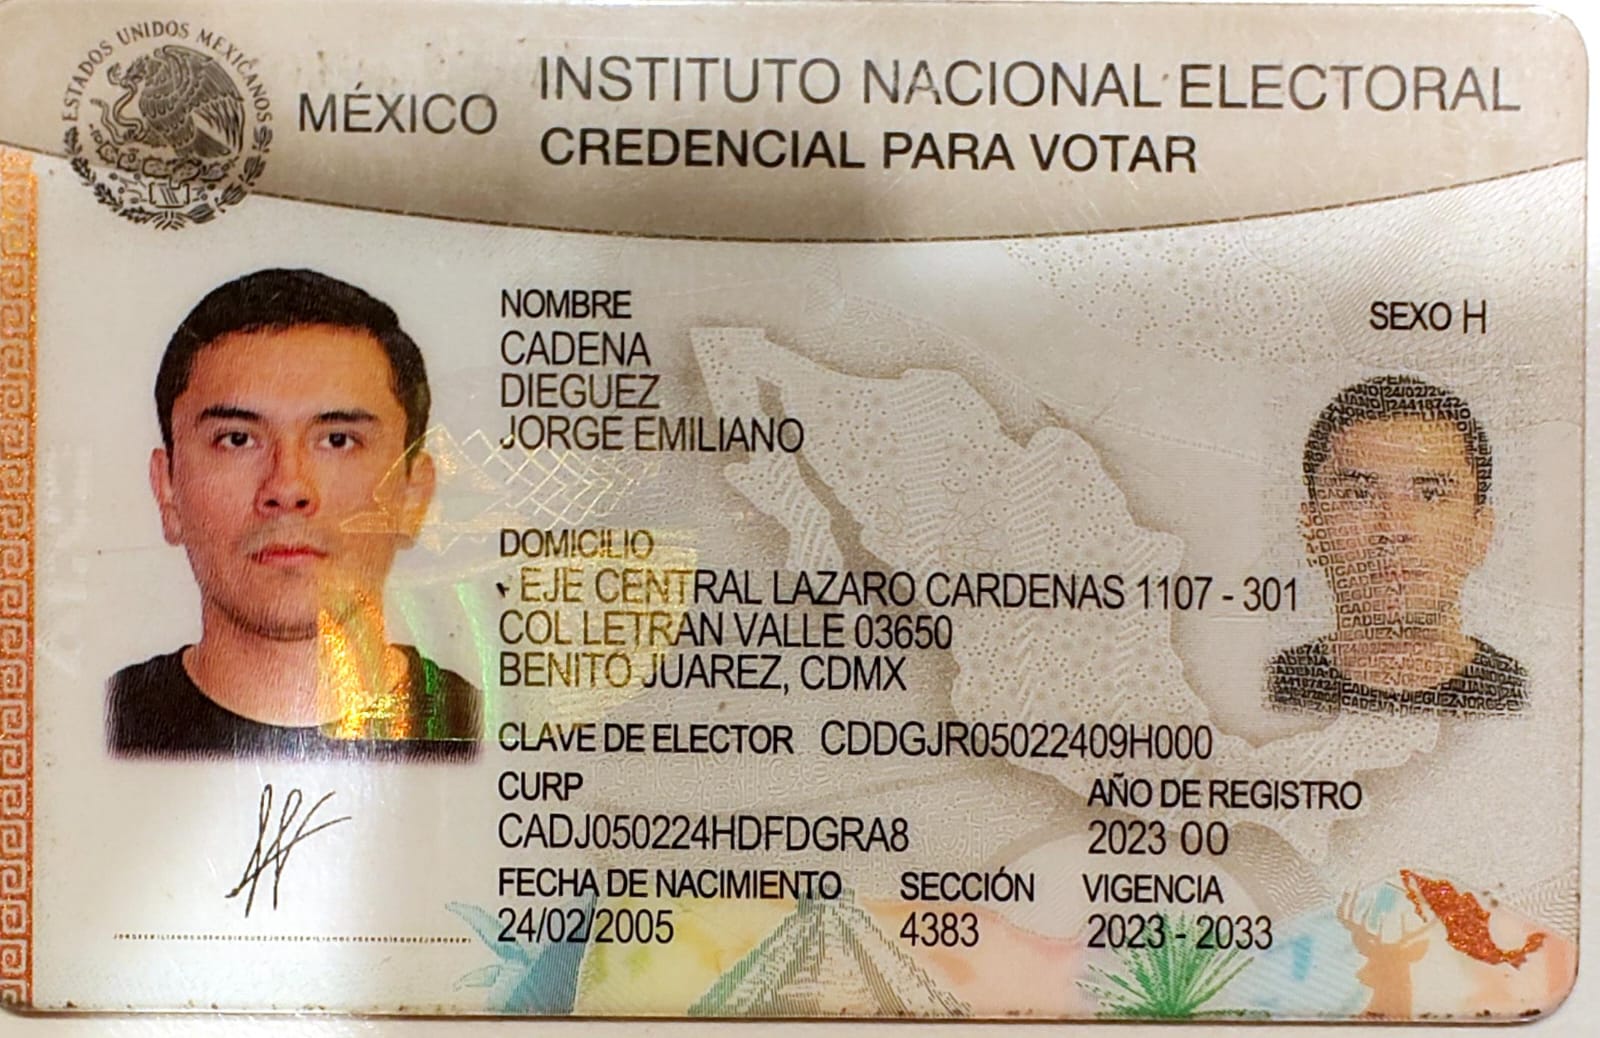 ESTADOS UNIDOS MEXICANOS
MÉXICO
INSTITUTO NACIONAL ELECTORAL
CREDENCIAL PARA VOTAR
NOMBRE
CADENA
DIEGUEZ
JORGE EMILIANO
SEXO H
DOMICILIO
EJE CENTRAL LAZARO CARDENAS 1107 - 301
COL LETRAN VALLE 03650
BENITO JUAREZ, CDMX
CLAVE DE ELECTOR CDDGJR05022409H000
CURP
CADJ050224HDFDGRA8
AÑO DE REGISTRO
2023 00
FECHA DE NACIMIENTO
24/02/2005
SECCIÓN
4383
VIGENCIA
2023 - 2033